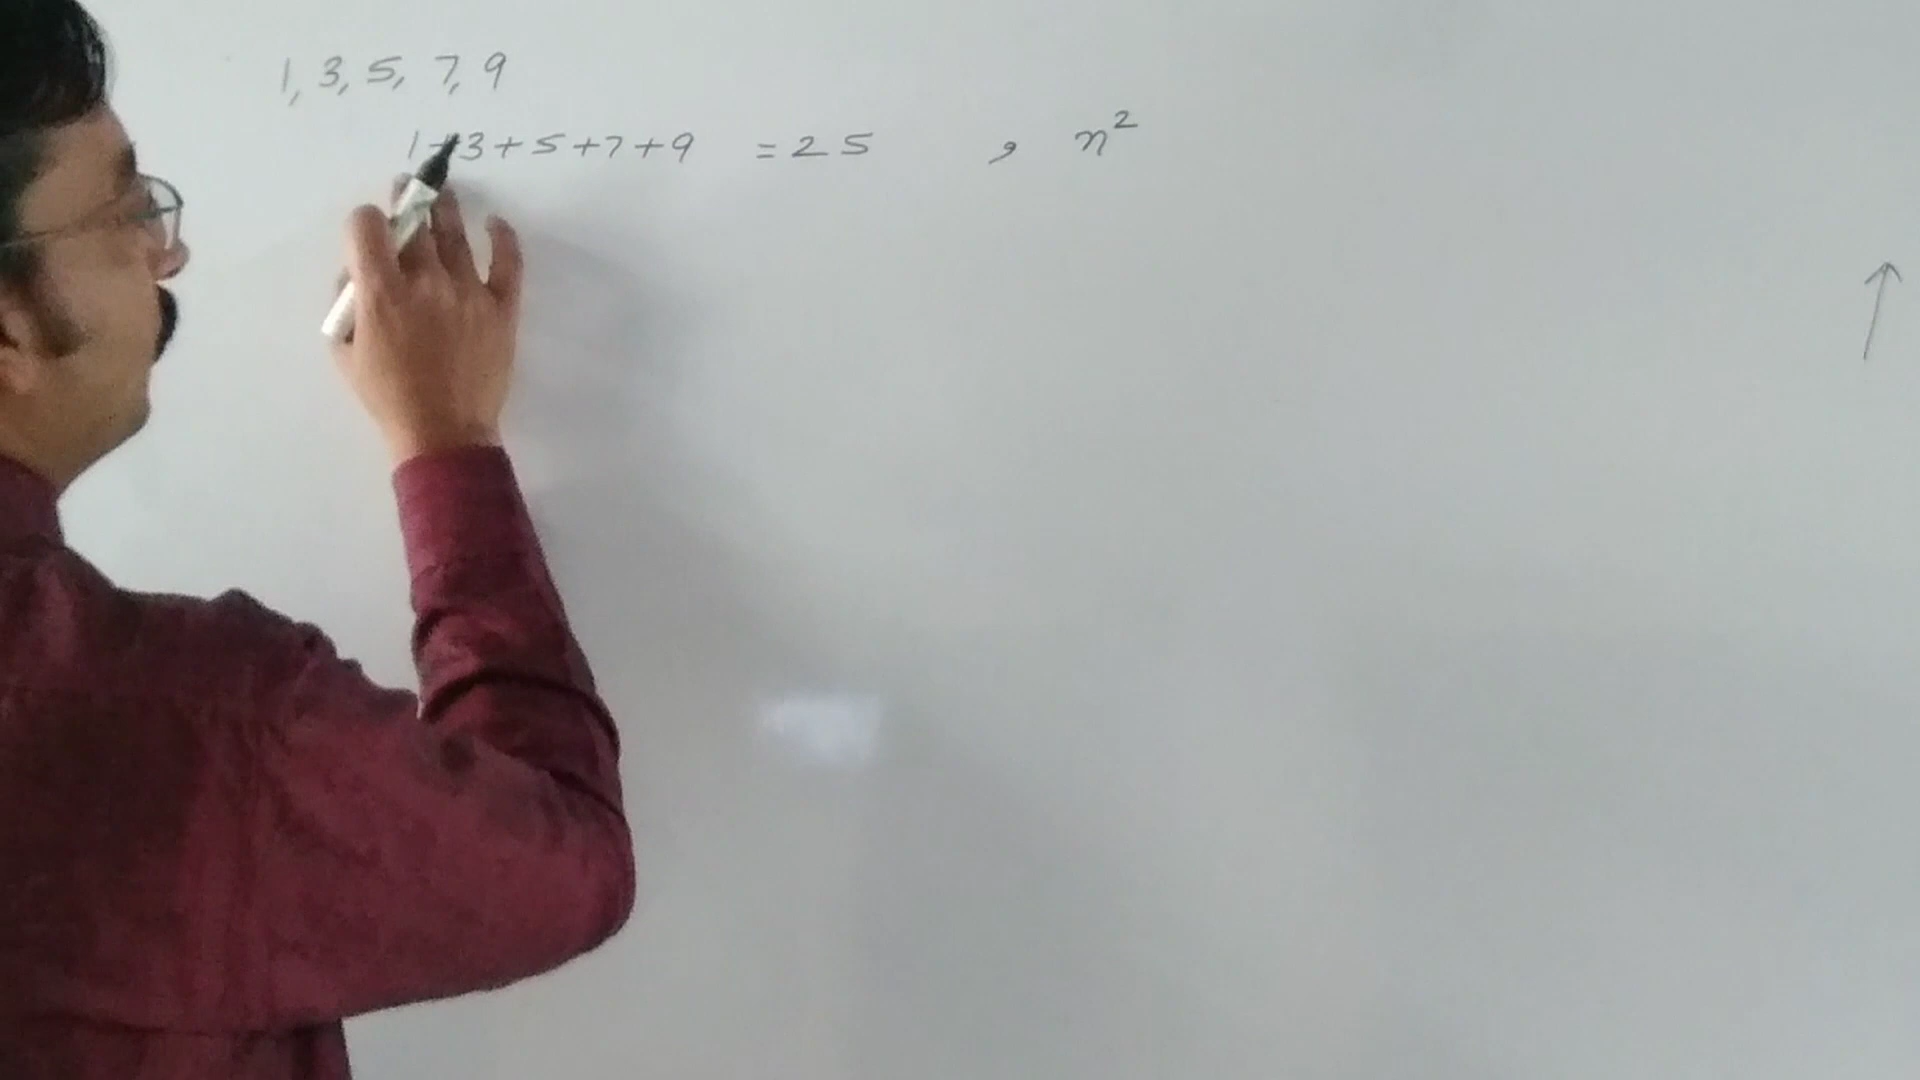 1, 3, 5, 7, 9
1+3+5+7+9 = 25 , n²